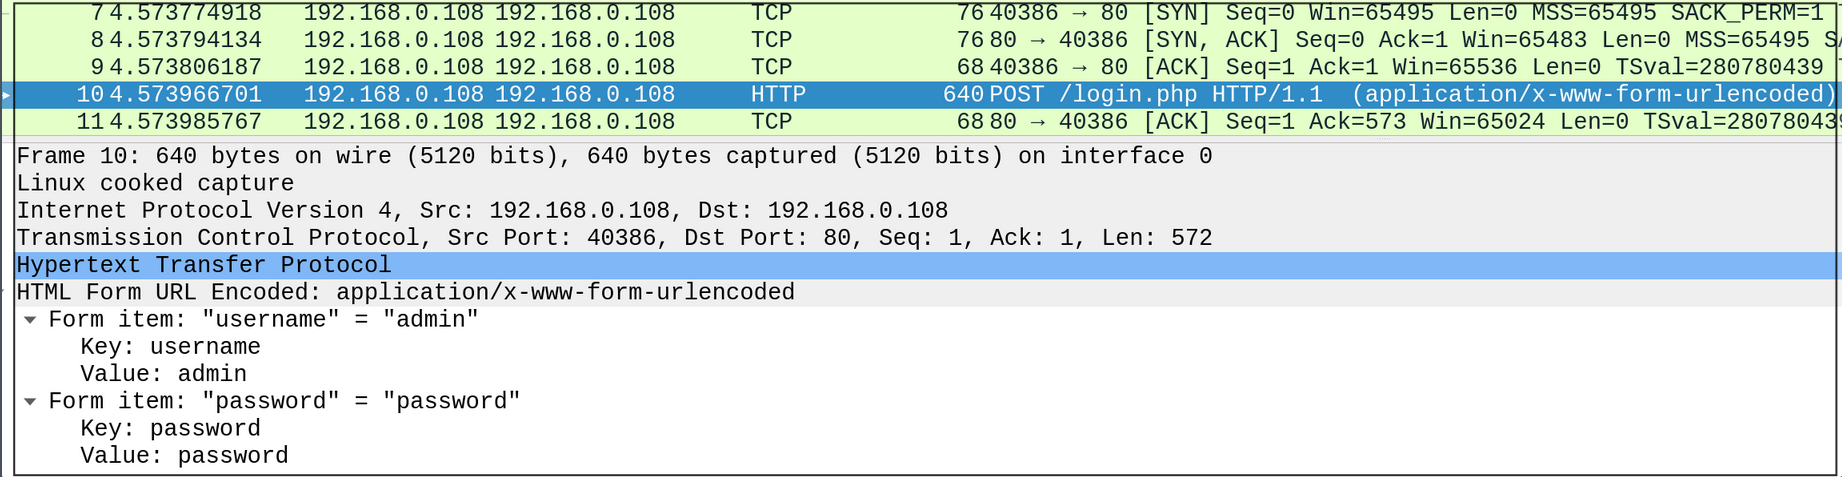 7 4.573774918 192.168.0.108 192.168.0.108 TCP 76 40386 → 80 [SYN] Seq=0 Win=65495 Len=0 MSS=65495 SACK_PERM=1
8 4.573794134 192.168.0.108 192.168.0.108 TCP 76 80 → 40386 [SYN, ACK] Seq=0 Ack=1 Win=65483 Len=0 MSS=65495
9 4.573806187 192.168.0.108 192.168.0.108 TCP 68 40386 → 80 [ACK] Seq=1 Ack=1 Win=65536 Len=0 TSval=280780439
10 4.573966701 192.168.0.108 192.168.0.108 HTTP 640 POST /login.php HTTP/1.1 (application/x-www-form-urlencoded)
11 4.573985767 192.168.0.108 192.168.0.108 TCP 68 80 → 40386 [ACK] Seq=1 Ack=573 Win=65024 Len=0 TSval=280780439
Frame 10: 640 bytes on wire (5120 bits), 640 bytes captured (5120 bits) on interface 0
Linux cooked capture
Internet Protocol Version 4, Src: 192.168.0.108, Dst: 192.168.0.108
Transmission Control Protocol, Src Port: 40386, Dst Port: 80, Seq: 1, Ack: 1, Len: 572
Hypertext Transfer Protocol
HTML Form URL Encoded: application/x-www-form-urlencoded
Form item: "username" = "admin"
Key: username
Value: admin
Form item: "password" = "password"
Key: password
Value: password